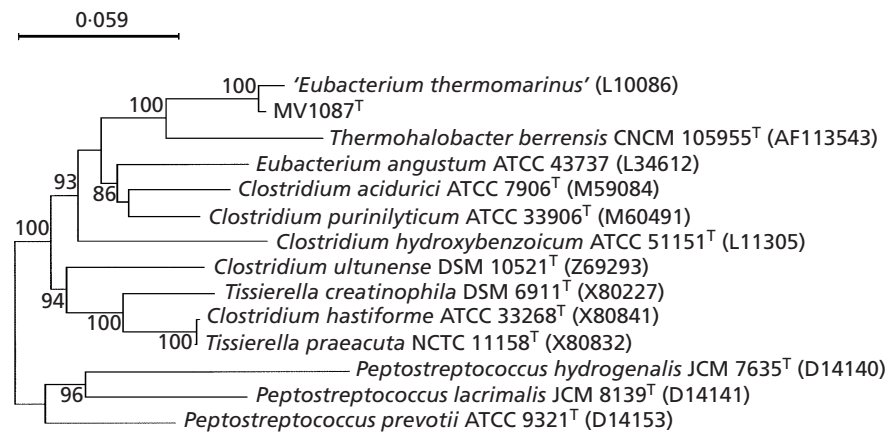 0·059
100
'Eubacterium thermomarinus' (L10086)
100
MV1087ᵀ
Thermohalobacter berrensis CNCM 105955ᵀ (AF113543)
93
Eubacterium angustum ATCC 43737 (L34612)
86
Clostridium acidurici ATCC 7906ᵀ (M59084)
Clostridium purinilyticum ATCC 33906ᵀ (M60491)
100
Clostridium hydroxybenzoicum ATCC 51151ᵀ (L11305)
Clostridium ultunense DSM 10521ᵀ (Z69293)
94
Tissierella creatinophila DSM 6911ᵀ (X80227)
100
Clostridium hastiforme ATCC 33268ᵀ (X80841)
100
Tissierella praeacuta NCTC 11158ᵀ (X80832)
Peptostreptococcus hydrogenalis JCM 7635ᵀ (D14140)
96
Peptostreptococcus lacrimalis JCM 8139ᵀ (D14141)
Peptostreptococcus prevotii ATCC 9321ᵀ (D14153)